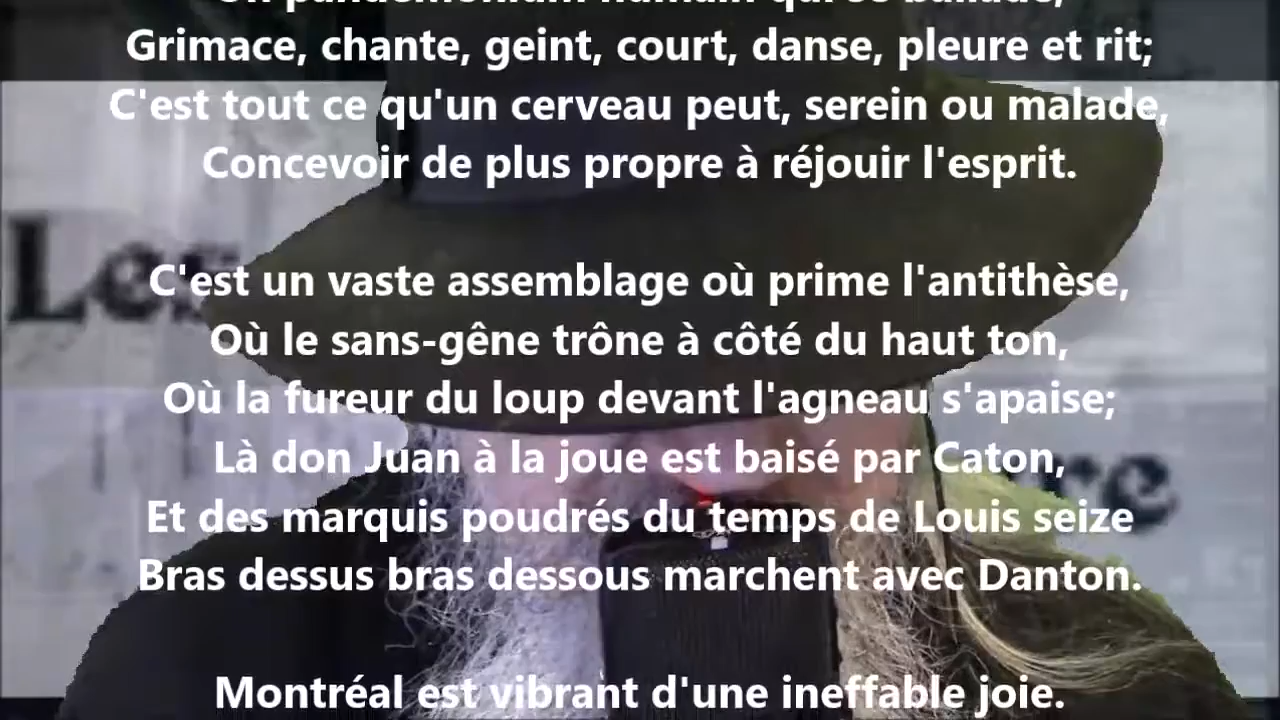 Grimace, chante, geint, court, danse, pleure et rit;
C'est tout ce qu'un cerveau peut, serein ou malade,
Concevoir de plus propre à réjouir l'esprit.
C'est un vaste assemblage où prime l'antithèse,
Où le sans-gêne trône à côté du haut ton,
Où la fureur du loup devant l'agneau s'apaise;
Là don Juan à la joue est baisé par Caton,
Et des marquis poudrés du temps de Louis seize
Bras dessus bras dessous marchent avec Danton.
Montréal est vibrant d'une ineffable joie.
Les